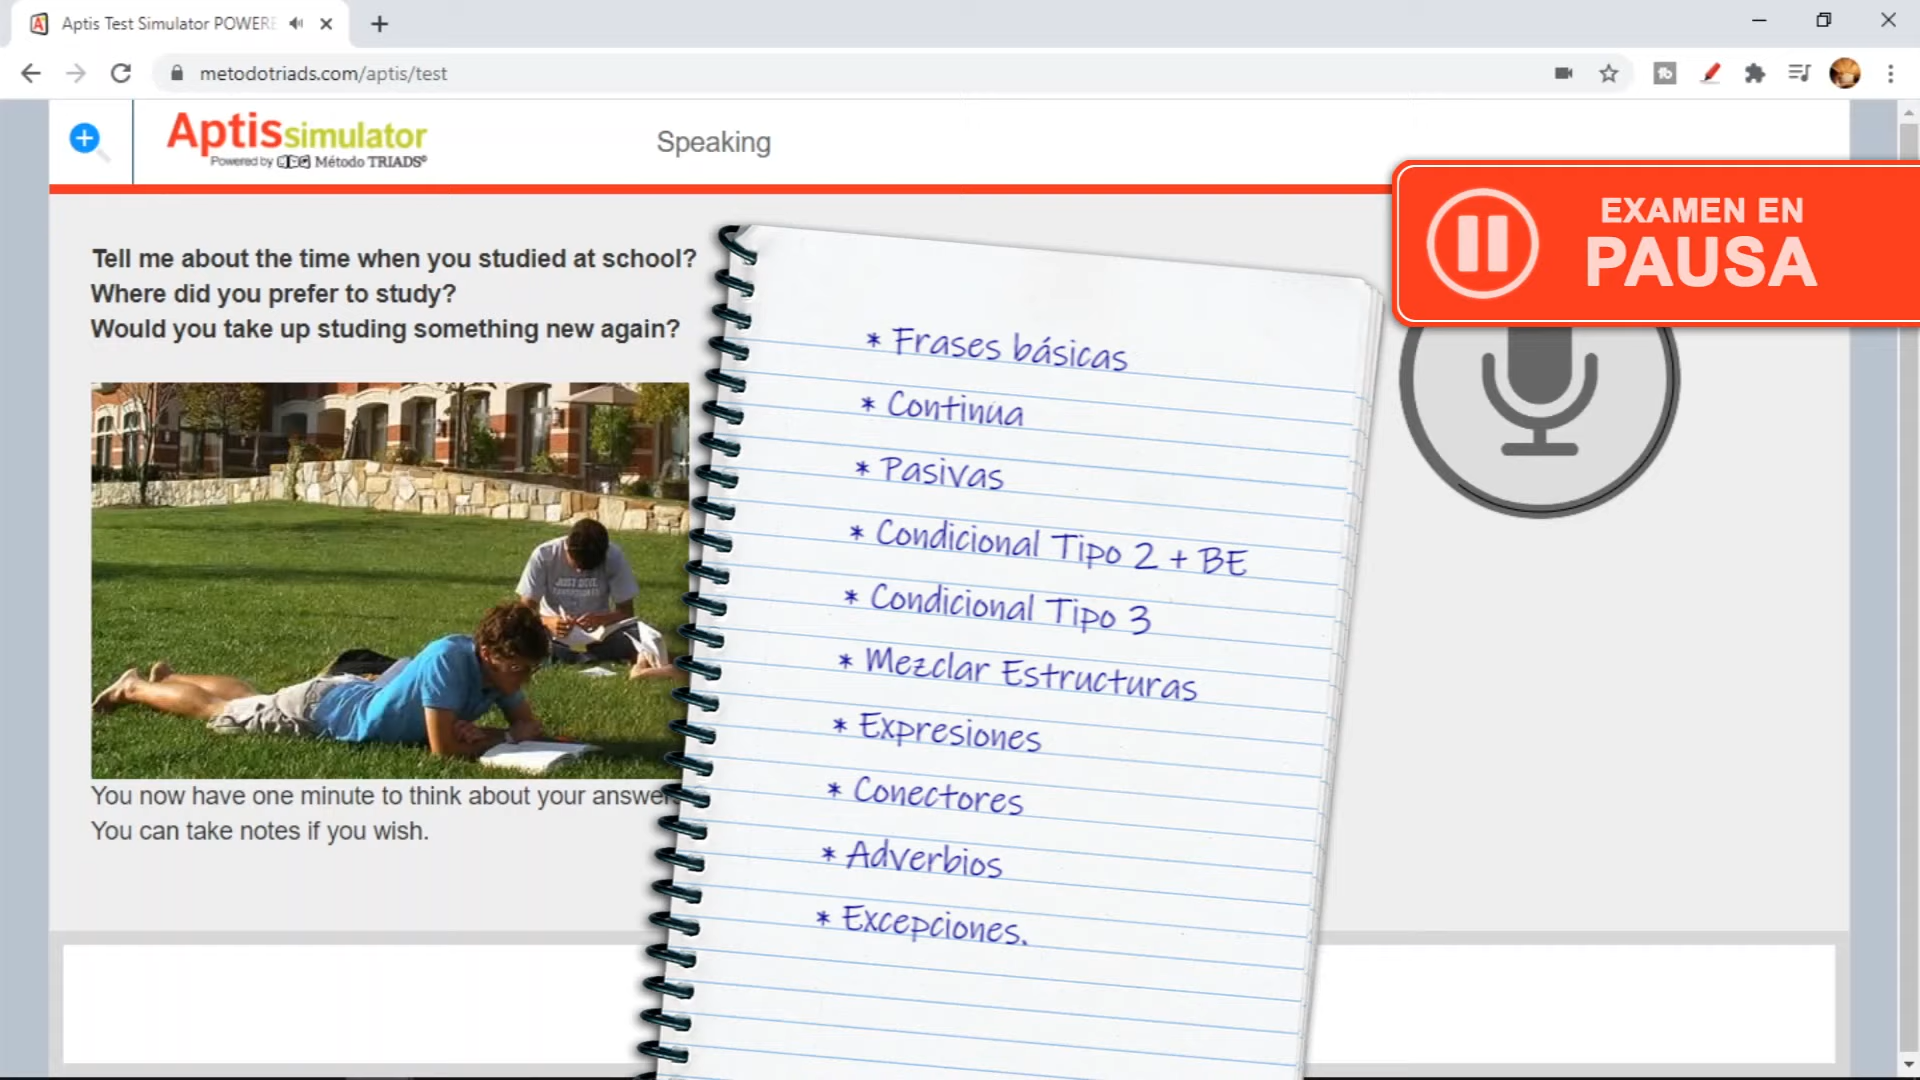 Aptis Test Simulator POWERE
metodotriads.com/aptis/test
Aptis simulator
Powered by Método TRIADS®
Speaking
EXAMEN EN
PAUSA
Tell me about the time when you studied at school?
Where did you prefer to study?
Would you take up studing something new again?
* Frases básicas
* Continua
* Pasivas
* Condicional Tipo 2 + BE
* Condicional Tipo 3
* Mezclar Estructuras
* Expresiones
* Conectores
* Adverbios
* Excepciones.
You now have one minute to think about your answer
You can take notes if you wish.